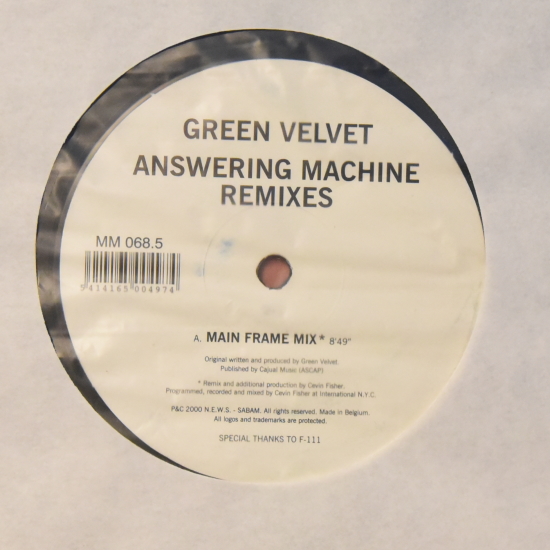 GREEN VELVET
ANSWERING MACHINE
REMIXES
MM 068.5
5 414165 004974
A. MAIN FRAME MIX* 8'49"
Original written and produced by Green Velvet.
Published by Cajual Music (ASCAP)
* Remix and additional production by Cevin Fisher.
Programmed, recorded and mixed by Cevin Fisher at International N.Y.C.
P&C 2000 N.E.W.S. - SABAM. All rights reserved. Made in Belgium.
All logos and trademarks are protected.
SPECIAL THANKS TO F-111